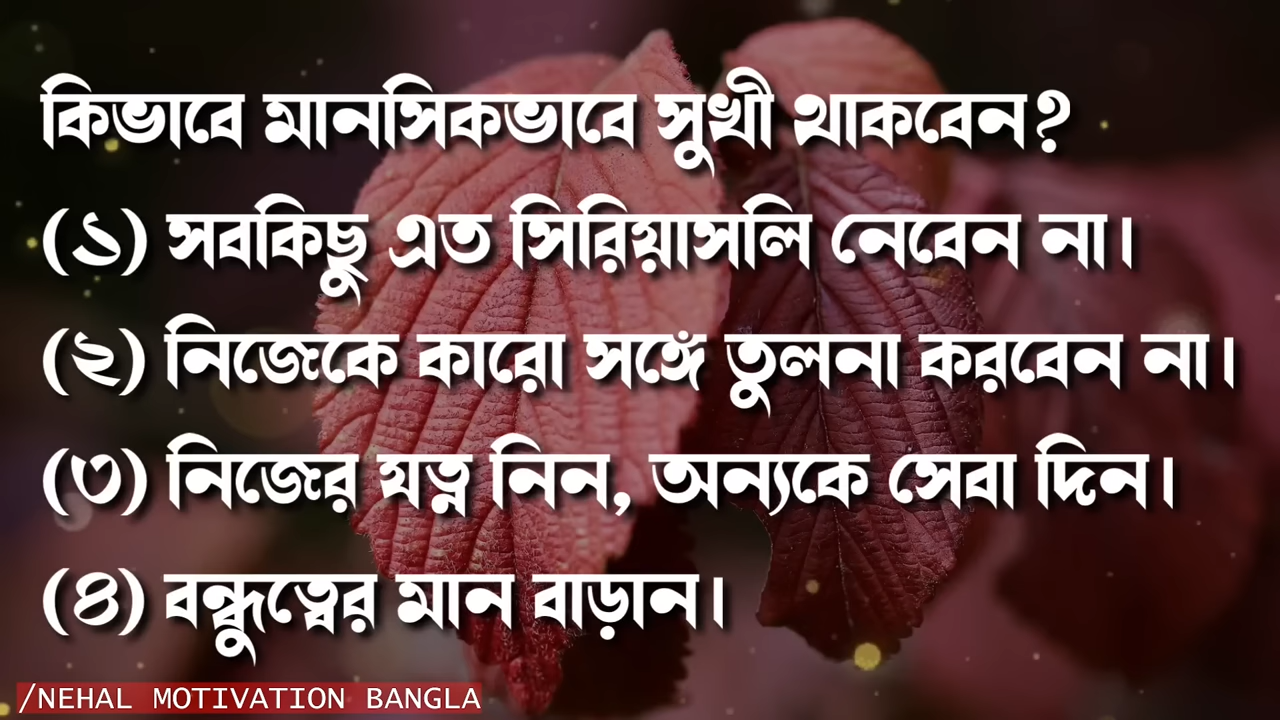 কিভাবে মানসিকভাবে সুখী থাকবেন?
(১) সবকিছু এত সিরিয়াসলি নেবেন না।
(২) নিজেকে কারো সঙ্গে তুলনা করবেন না।
(৩) নিজের যত্ন নিন, অন্যকে সেবা দিন।
(৪) বন্ধুত্বের মান বাড়ান।
/NEHAL MOTIVATION BANGLA